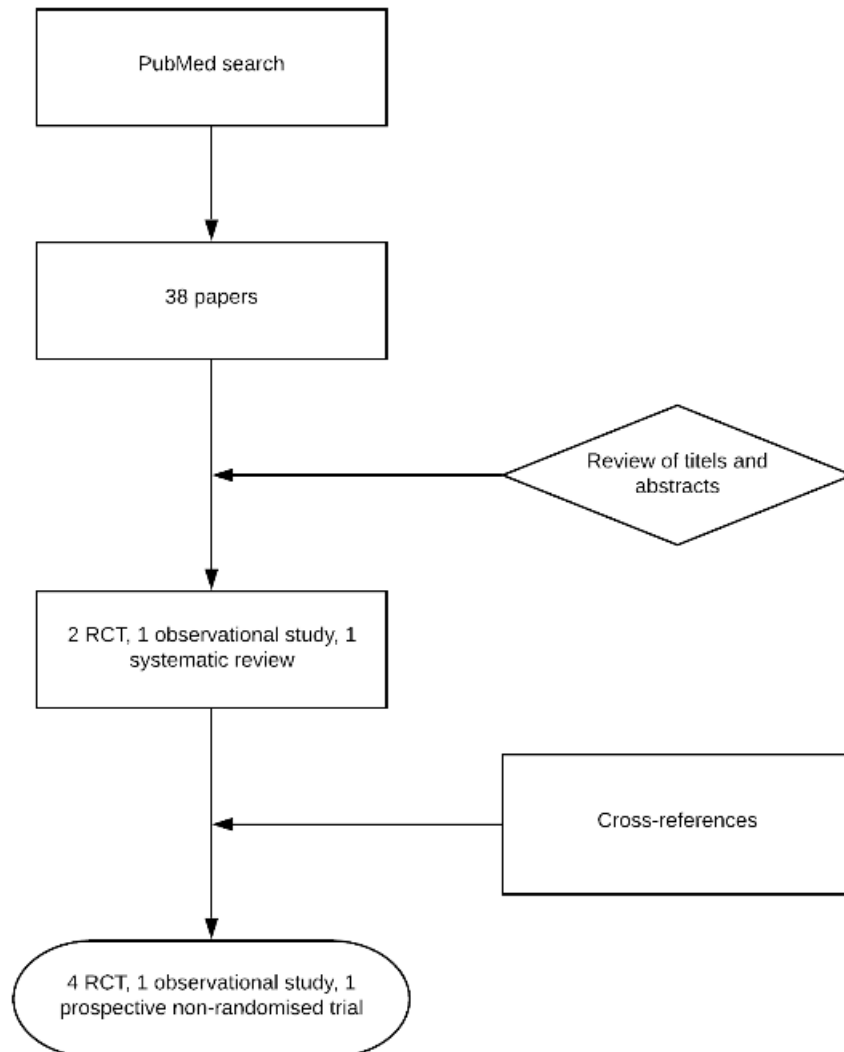 PubMed search
38 papers
Review of titels and
abstracts
2 RCT, 1 observational study, 1
systematic review
Cross-references
4 RCT, 1 observational study, 1
prospective non-randomised trial